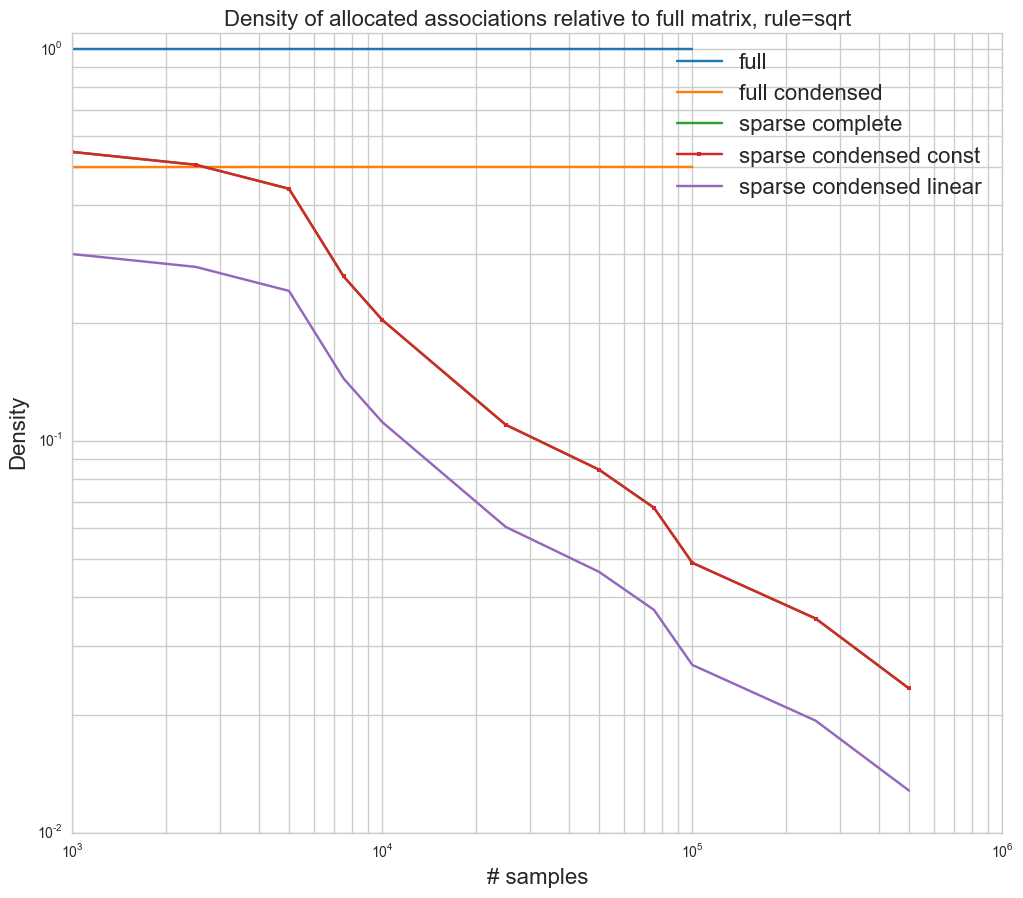 Density of allocated associations relative to full matrix, rule=sqrt
10^0
full
full condensed
sparse complete
sparse condensed const
sparse condensed linear
Density
10^-1
10^-2
10^3
10^4
10^5
10^6
# samples